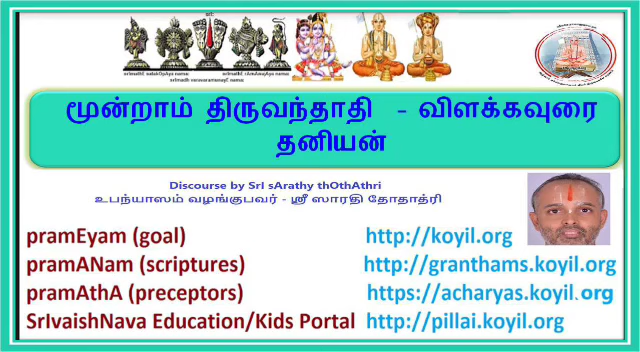 srImathE satakOpAya nama: srImathE rAmAnujAya nama:
srImadh varavaramunayE nama:
மூன்றாம் திருவந்தாதி - விளக்கவுரை
தனியன்
Discourse by SrI sArathy thOthAthri
உபந்யாஸம் வழங்குபவர் - ஸ்ரீ ஸாரதி தோதாத்ரி
pramEyam (goal) http://koyil.org
pramANam (scriptures) http://granthams.koyil.org
pramAthA (preceptors) https://acharyas.koyil.org
SrIvaishNava Education/Kids Portal http://pillai.koyil.org